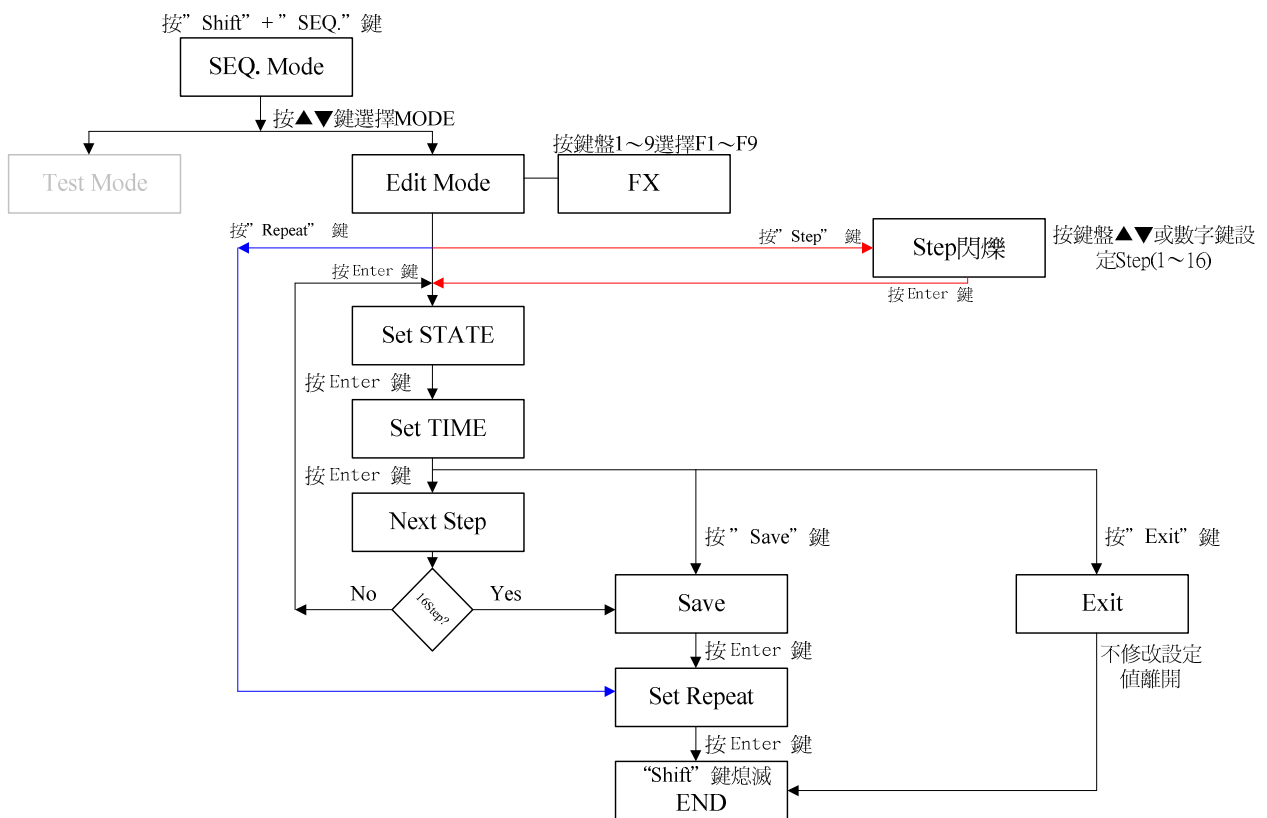 按”Shift”+”SEQ.”鍵
SEQ. Mode
按▲▼鍵選擇MODE
Test Mode
Edit Mode
按鍵盤1～9選擇F1～F9
FX
按”Repeat” 鍵
按”Step” 鍵
Step閃爍
按鍵盤▲▼或數字鍵設
定Step(1～16)
按Enter 鍵
按Enter 鍵
Set STATE
按Enter 鍵
Set TIME
按Enter 鍵
Next Step
按”Save”鍵
按”Exit”鍵
No
16Step?
Yes
Save
Exit
按Enter 鍵
不修改設定
值離開
Set Repeat
按Enter 鍵
“Shift”鍵熄滅
END